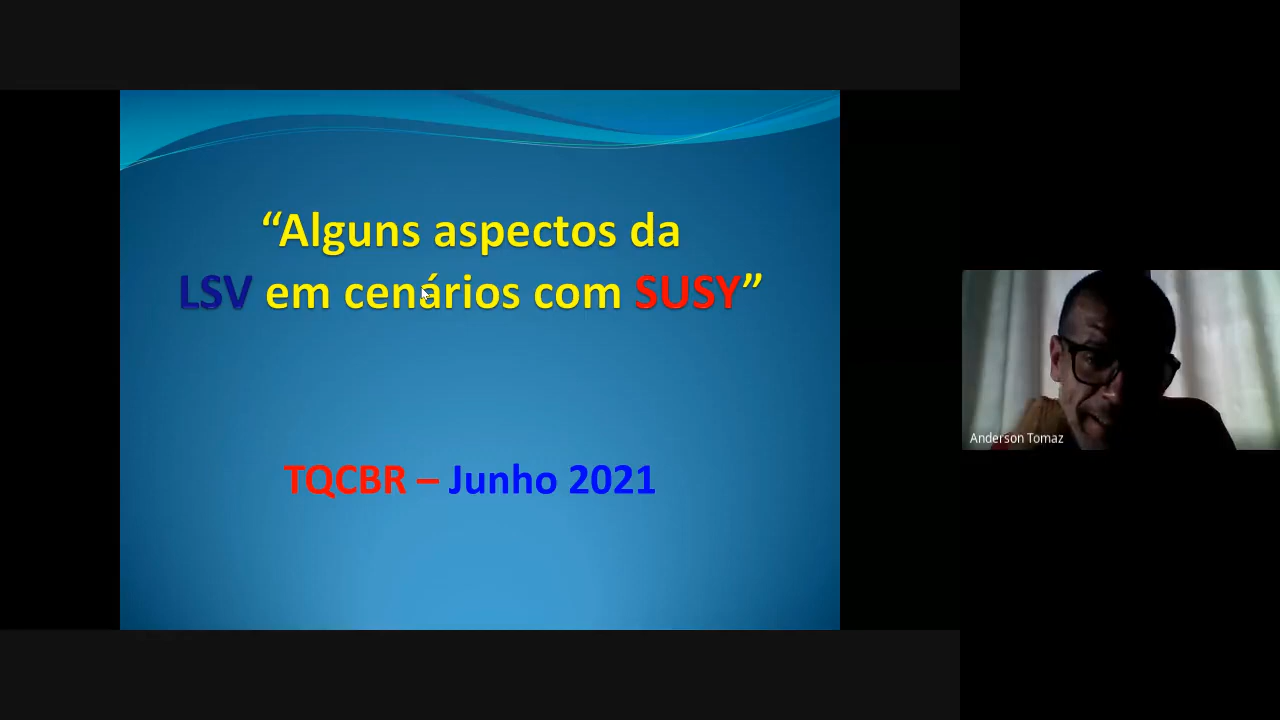 “Alguns aspectos da
LSV em cenários com SUSY”
TQCBR – Junho 2021
Anderson Tomaz